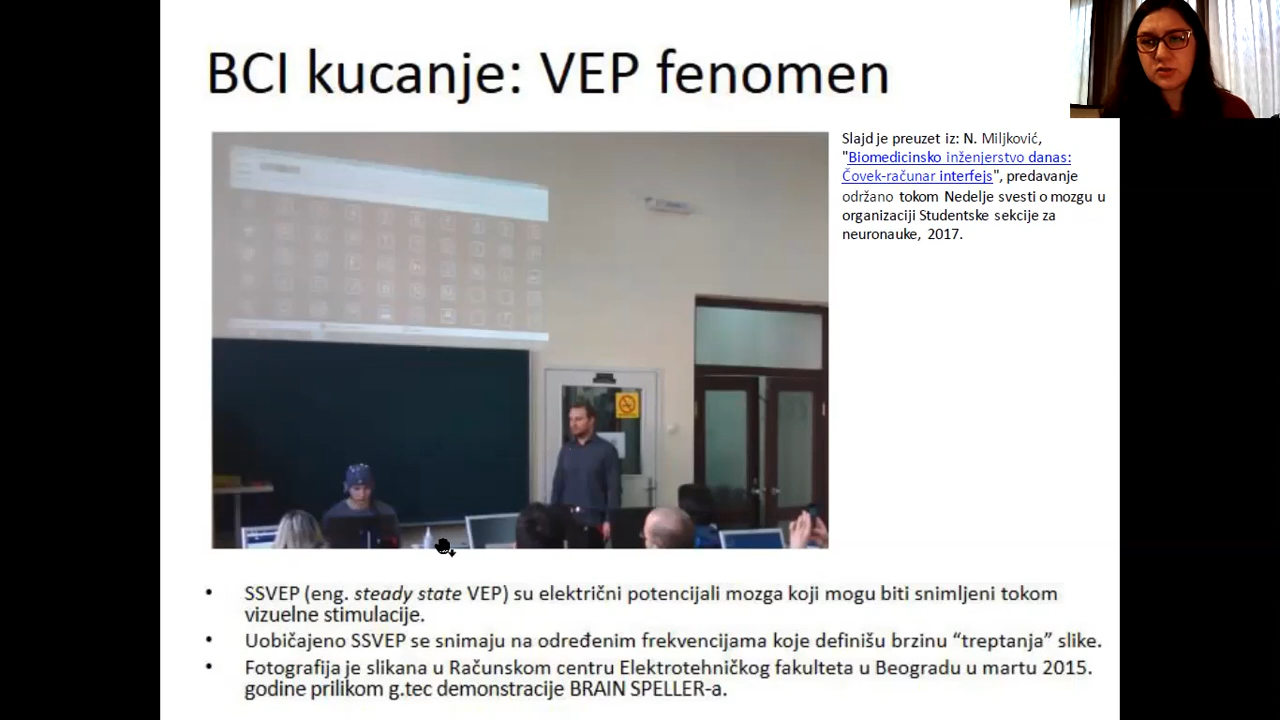 BCI kucanje: VEP fenomen
Slajd je preuzet iz: N. Miljković,
"Biomedicinsko inženjerstvo danas:
Čovek-računar interfejs", predavanje
održano tokom Nedelje svesti o mozgu u
organizaciji Studentske sekcije za
neuronauke, 2017.
• SSVEP (eng. steady state VEP) su električni potencijali mozga koji mogu biti snimljeni tokom
vizuelne stimulacije.
• Uobičajeno SSVEP se snimaju na određenim frekvencijama koje definišu brzinu “treptanja” slike.
• Fotografija je slikana u Računskom centru Elektrotehničkog fakulteta u Beogradu u martu 2015.
godine prilikom g.tec demonstracije BRAIN SPELLER-a.